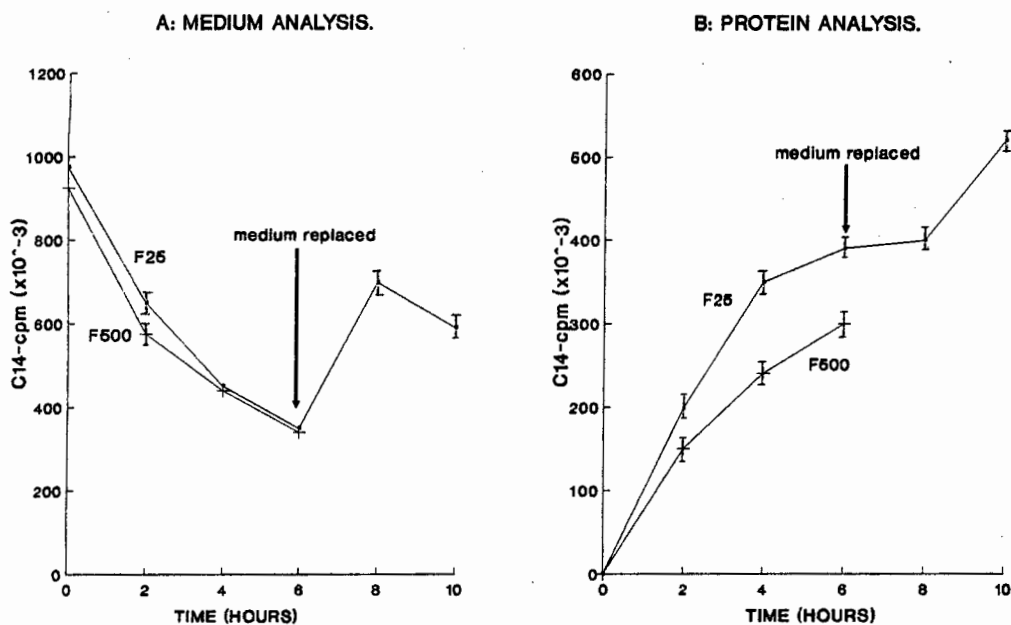 A: MEDIUM ANALYSIS.
1200
1000
800
600
400
200
0
C14-cpm (x10^-3)
F25
F500
medium replaced
0 2 4 6 8 10
TIME (HOURS)
B: PROTEIN ANALYSIS.
600
600
400
300
200
100
0
C14-cpm (x10^-3)
medium replaced
F25
F500
0 2 4 6 8 10
TIME (HOURS)